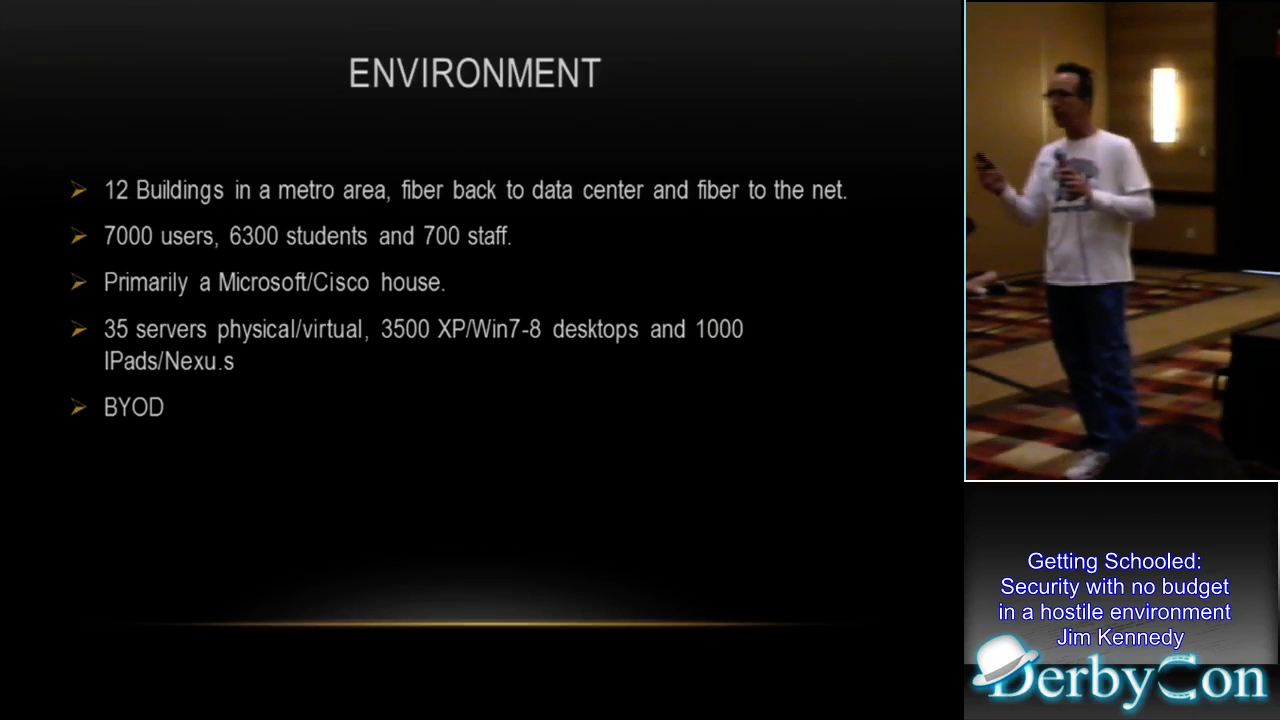 ENVIRONMENT
12 Buildings in a metro area, fiber back to data center and fiber to the net.
7000 users, 6300 students and 700 staff.
Primarily a Microsoft/Cisco house.
35 servers physical/virtual, 3500 XP/Win7-8 desktops and 1000
IPads/Nexu.s
BYOD
Getting Schooled:
Security with no budget
in a hostile environment
Jim Kennedy
DerbyCon